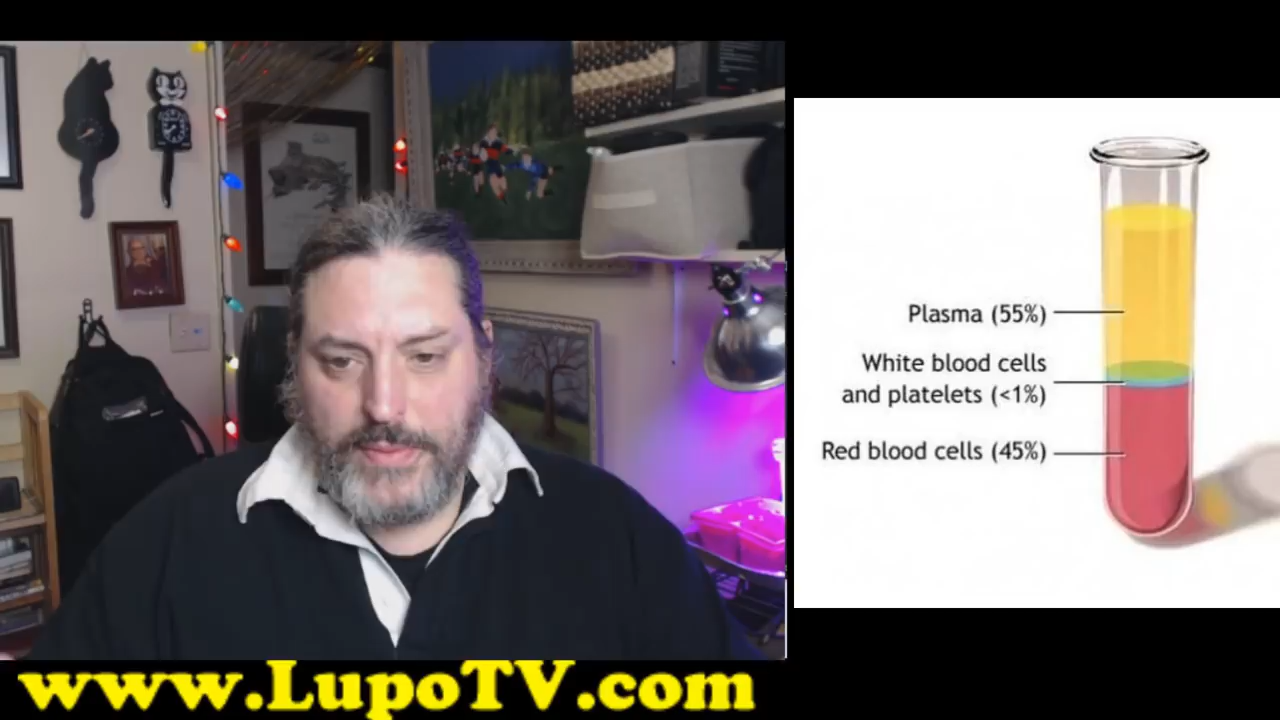 Plasma (55%)
White blood cells
and platelets (<1%)
Red blood cells (45%)
www.LupoTV.com